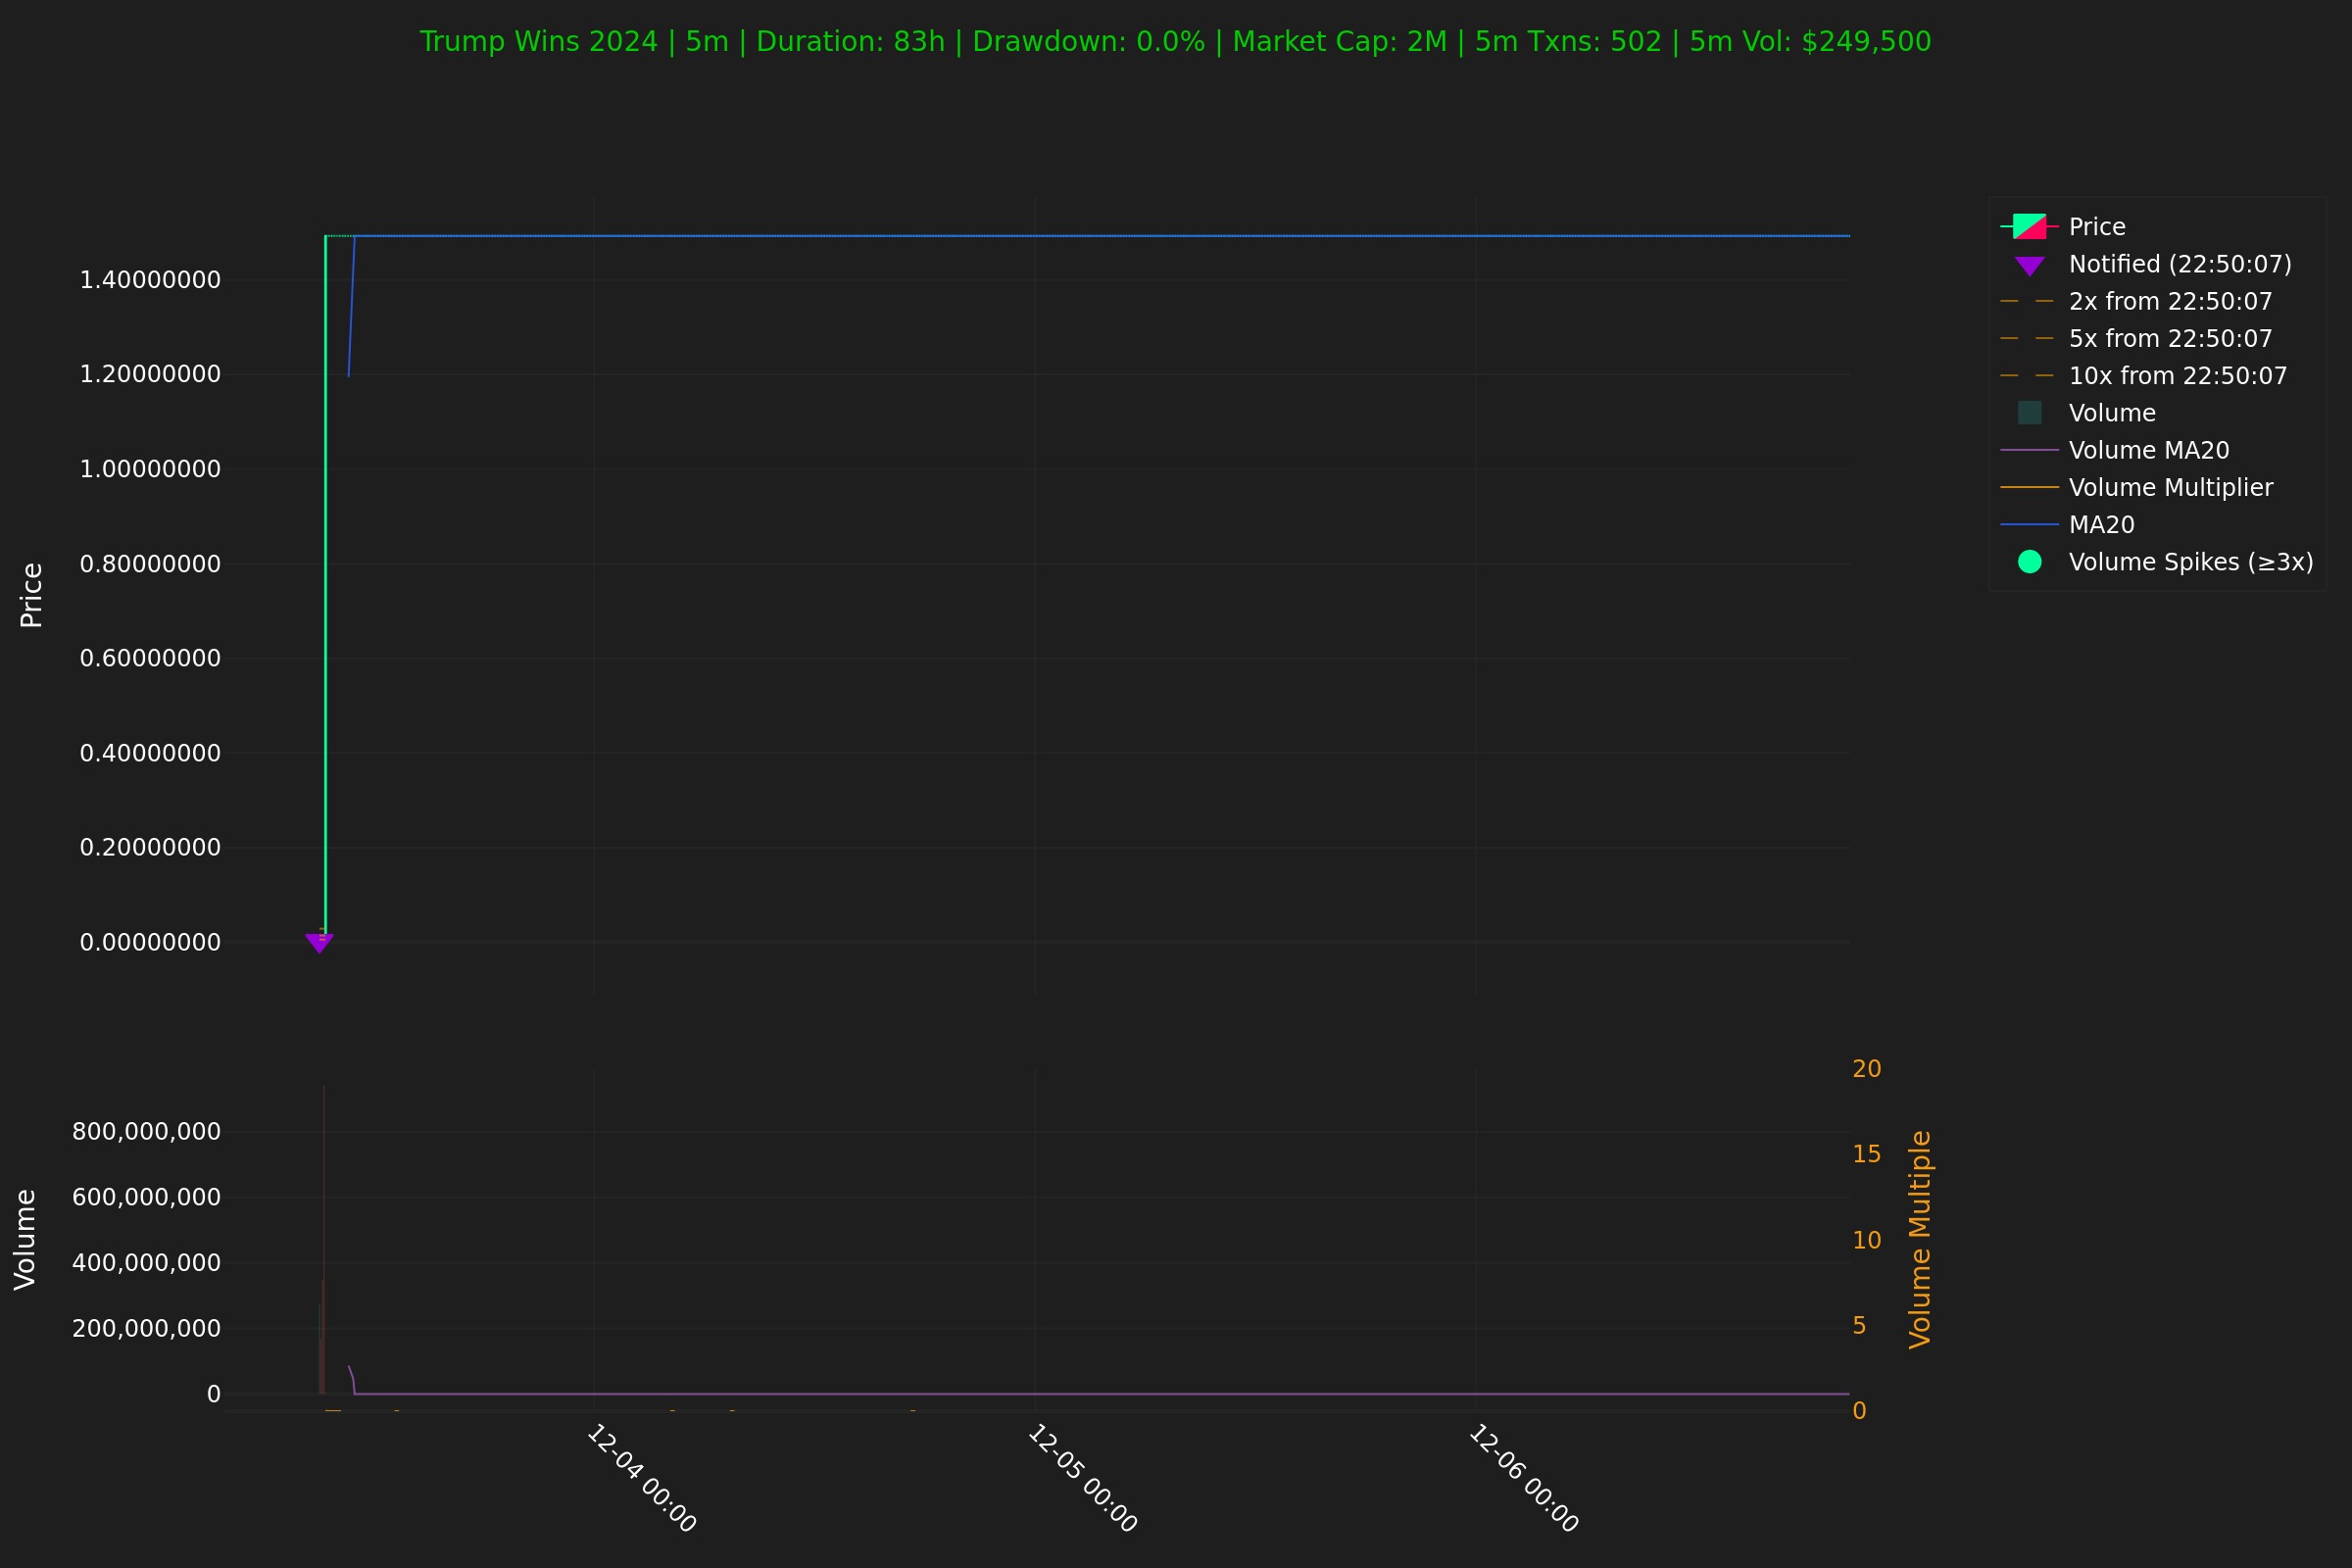 Trump Wins 2024 | 5m | Duration: 83h | Drawdown: 0.0% | Market Cap: 2M | 5m Txns: 502 | 5m Vol: $249,500
Price
1.40000000
1.20000000
1.00000000
0.80000000
0.60000000
0.40000000
0.20000000
0.00000000
Price
Notified (22:50:07)
2x from 22:50:07
5x from 22:50:07
10x from 22:50:07
Volume
Volume MA20
Volume Multiplier
MA20
Volume Spikes (≥3x)
Volume
800,000,000
600,000,000
400,000,000
200,000,000
0
20
15
10
5
0
Volume Multiple
12-04 00:00
12-05 00:00
12-06 00:00